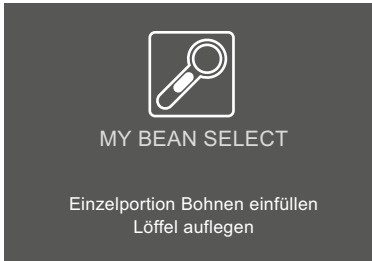 MY BEAN SELECT
Einzelportion Bohnen einfüllen
Löffel auflegen